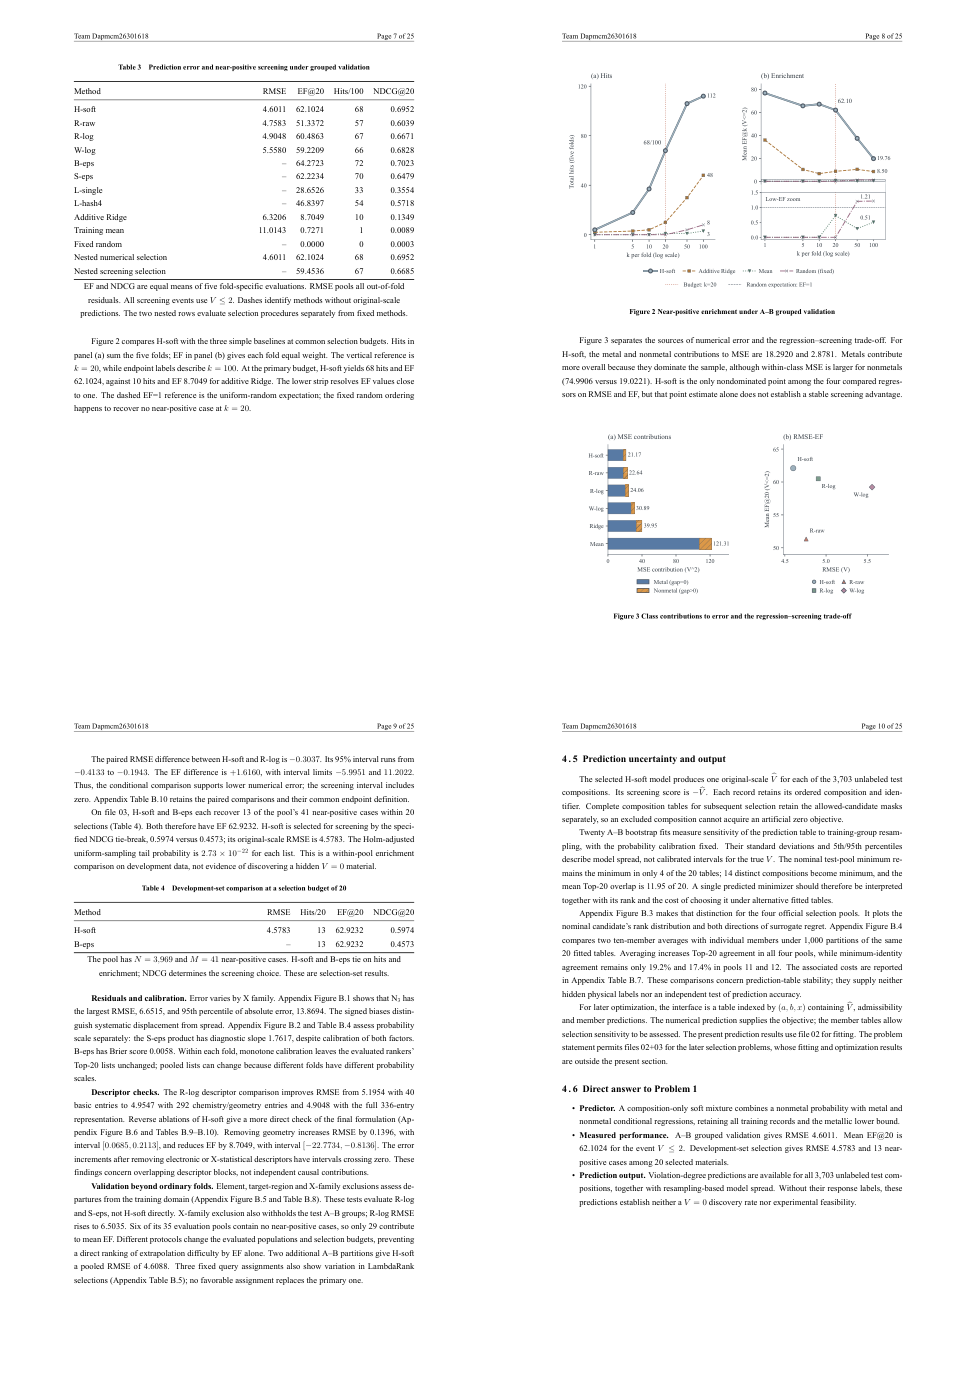 Team Dapmcm26301618 Page 7 of 25
Table 3 Prediction error and near-positive screening under grouped validation
Method RMSE EF@20 Hits/100 NDCG@20
H-soft 4.6011 62.1024 68 0.6952
R-raw 4.7583 51.3372 57 0.6039
R-log 4.9048 60.4863 67 0.6671
W-log 5.5580 59.2209 66 0.6828
B-eps – 64.2723 72 0.7023
S-eps – 62.2234 70 0.6479
L-single – 28.6526 33 0.3554
L-hash4 – 46.8397 54 0.5718
Additive Ridge 6.3206 8.7049 10 0.1349
Training mean 11.0143 0.7271 1 0.0089
Fixed random – 0.0000 0 0.0003
Nested numerical selection 4.6011 62.1024 68 0.6952
Nested screening selection – 59.4536 67 0.6685
EF and NDCG are equal means of five fold-specific evaluations. RMSE pools all out-of-fold
residuals. All screening events use V ≤ 2. Dashes identify methods without original-scale
predictions. The two nested rows evaluate selection procedures separately from fixed methods.
Figure 2 compares H-soft with the three simple baselines at common selection budgets. Hits in
panel (a) sum the five folds; EF in panel (b) gives each fold equal weight. The vertical reference is
k = 20, while endpoint labels describe k = 100. At the primary budget, H-soft yields 68 hits and EF
62.1024, against 10 hits and EF 8.7049 for additive Ridge. The lower strip resolves EF values close
to one. The dashed EF=1 reference is the uniform-random expectation; the fixed random ordering
happens to recover no near-positive case at k = 20.
Team Dapmcm26301618 Page 8 of 25
(a) Hits
120
80
40
0
Total hits (five folds)
68/100
112
48
8
3
1 5 10 20 50 100
k per fold (log scale)
(b) Enrichment
80
60
40
20
0
Mean EF@k (V<=2)
62.10
19.76
8.50
1.5
1.0
0.5
0.0
Low-EF zoom
1.21
0.51
1 5 10 20 50 100
k per fold (log scale)
H-soft Additive Ridge Mean Random (fixed)
Budget: k=20 Random expectation: EF=1
Figure 2 Near-positive enrichment under A–B grouped validation
Figure 3 separates the sources of numerical error and the regression–screening trade-off. For
H-soft, the metal and nonmetal contributions to MSE are 18.2920 and 2.8781. Metals contribute
more overall because they dominate the sample, although within-class MSE is larger for nonmetals
(74.9906 versus 19.0221). H-soft is the only nondominated point among the four compared regres-
sors on RMSE and EF, but that point estimate alone does not establish a stable screening advantage.
(a) MSE contributions
H-soft 21.17
R-raw 22.64
R-log 24.06
W-log 30.89
Ridge 39.95
Mean 121.31
0 40 80 120
MSE contribution (V^2)
Metal (gap=0)
Nonmetal (gap>0)
(b) RMSE-EF
65
60
55
50
Mean EF@20 (V<=2)
H-soft
R-log
W-log
R-raw
4.5 5.0 5.5
RMSE (V)
H-soft R-raw
R-log W-log
Figure 3 Class contributions to error and the regression–screening trade-off
Team Dapmcm26301618 Page 9 of 25
The paired RMSE difference between H-soft and R-log is −0.3037. Its 95% interval runs from
−0.4133 to −0.1943. The EF difference is +1.6160, with interval limits −5.9951 and 11.2022.
Thus, the conditional comparison supports lower numerical error; the screening interval includes
zero. Appendix Table B.10 retains the paired comparisons and their common endpoint definition.
On file 03, H-soft and B-eps each recover 13 of the pool's 41 near-positive cases within 20
selections (Table 4). Both therefore have EF 62.9232. H-soft is selected for screening by the speci-
fied NDCG tie-break, 0.5974 versus 0.4573; its original-scale RMSE is 4.5783. The Holm-adjusted
uniform-sampling tail probability is 2.73 × 10⁻²² for each list. This is a within-pool enrichment
comparison on development data, not evidence of discovering a hidden V = 0 material.
Table 4 Development-set comparison at a selection budget of 20
Method RMSE Hits/20 EF@20 NDCG@20
H-soft 4.5783 13 62.9232 0.5974
B-eps – 13 62.9232 0.4573
The pool has N = 3,969 and M = 41 near-positive cases. H-soft and B-eps tie on hits and
enrichment; NDCG determines the screening choice. These are selection-set results.
Residuals and calibration. Error varies by X family. Appendix Figure B.1 shows that N₃ has
the largest RMSE, 6.6515, and 95th percentile of absolute error, 13.8694. The signed biases distin-
guish systematic displacement from spread. Appendix Figure B.2 and Table B.4 assess probability
scale separately: the S-eps product has diagnostic slope 1.7617, despite calibration of both factors.
B-eps has Brier score 0.0058. Within each fold, monotone calibration leaves the evaluated rankers'
Top-20 lists unchanged; pooled lists can change because different folds have different probability
scales.
Descriptor checks. The R-log descriptor comparison improves RMSE from 5.1954 with 40
basic entries to 4.9547 with 292 chemistry/geometry entries and 4.9048 with the full 336-entry
representation. Reverse ablations of H-soft give a more direct check of the final formulation (Ap-
pendix Figure B.6 and Tables B.9–B.10). Removing geometry increases RMSE by 0.1396, with
interval [0.0685, 0.2113], and reduces EF by 8.7049, with interval [−22.7734, −0.8136]. The error
increments after removing electronic or X-statistical descriptors have intervals crossing zero. These
findings concern overlapping descriptor blocks, not independent causal contributions.
Validation beyond ordinary folds. Element, target-region and X-family exclusions assess de-
partures from the training domain (Appendix Figure B.5 and Table B.8). These tests evaluate R-log
and S-eps, not H-soft directly. X-family exclusion also withholds the test A–B groups; R-log RMSE
rises to 6.5035. Six of its 35 evaluation pools contain no near-positive cases, so only 29 contribute
to mean EF. Different protocols change the evaluated populations and selection budgets, preventing
a direct ranking of extrapolation difficulty by EF alone. Two additional A–B partitions give H-soft
a pooled RMSE of 4.6088. Three fixed query assignments also show variation in LambdaRank
selections (Appendix Table B.5); no favorable assignment replaces the primary one.
Team Dapmcm26301618 Page 10 of 25
4.5 Prediction uncertainty and output
The selected H-soft model produces one original-scale V̂ for each of the 3,703 unlabeled test
compositions. Its screening score is −V̂. Each record retains its ordered composition and iden-
tifier. Complete composition tables for subsequent selection retain the allowed-candidate masks
separately, so an excluded composition cannot acquire an artificial zero objective.
Twenty A–B bootstrap fits measure sensitivity of the prediction table to training-group resam-
pling, with the probability calibration fixed. Their standard deviations and 5th/95th percentiles
describe model spread, not calibrated intervals for the true V. The nominal test-pool minimum re-
mains the minimum in only 4 of the 20 tables; 14 distinct compositions become minimum, and the
mean Top-20 overlap is 11.95 of 20. A single predicted minimizer should therefore be interpreted
together with its rank and the cost of choosing it under alternative fitted tables.
Appendix Figure B.3 makes that distinction for the four official selection pools. It plots the
nominal candidate's rank distribution and both directions of surrogate regret. Appendix Figure B.4
compares two ten-member averages with individual members under 1,000 partitions of the same
20 fitted tables. Averaging increases Top-20 agreement in all four pools, while minimum-identity
agreement remains only 19.2% and 17.4% in pools 11 and 12. The associated costs are reported
in Appendix Table B.7. These comparisons concern prediction-table stability; they supply neither
hidden physical labels nor an independent test of prediction accuracy.
For later optimization, the interface is a table indexed by (a, b, x) containing V̂, admissibility
and member predictions. The numerical prediction supplies the objective; the member tables allow
selection sensitivity to be assessed. The present prediction results use file 02 for fitting. The problem
statement permits files 02+03 for the later selection problems, whose fitting and optimization results
are outside the present section.
4.6 Direct answer to Problem 1
• Predictor. A composition-only soft mixture combines a nonmetal probability with metal and
nonmetal conditional regressions, retaining all training records and the metallic lower bound.
• Measured performance. A–B grouped validation gives RMSE 4.6011. Mean EF@20 is
62.1024 for the event V ≤ 2. Development-set selection gives RMSE 4.5783 and 13 near-
positive cases among 20 selected materials.
• Prediction output. Violation-degree predictions are available for all 3,703 unlabeled test com-
positions, together with resampling-based model spread. Without their response labels, these
predictions establish neither a V = 0 discovery rate nor experimental feasibility.